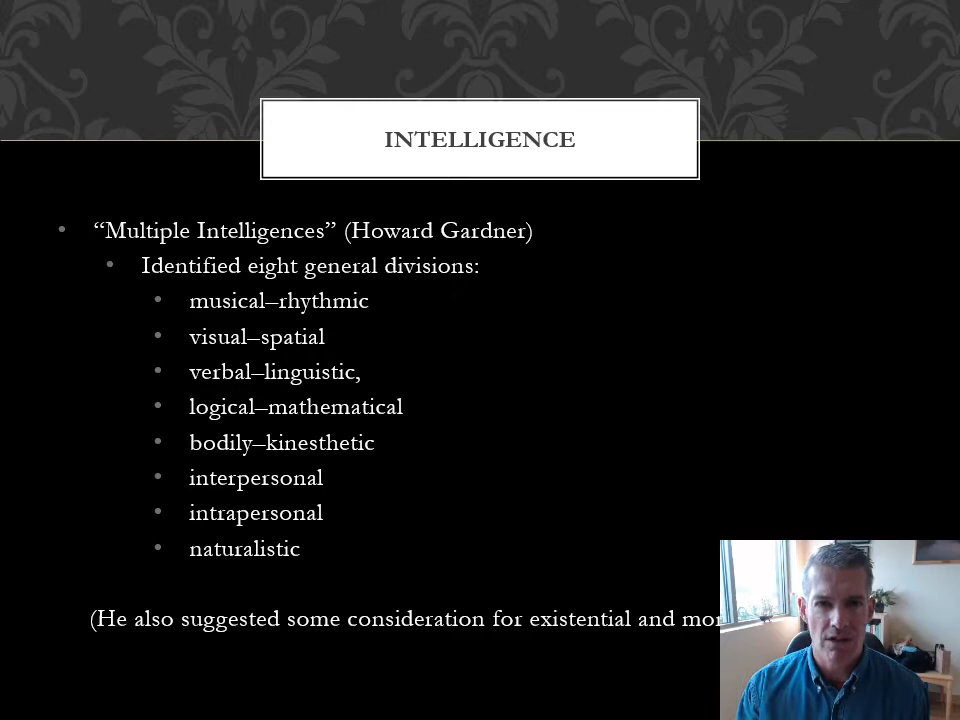 INTELLIGENCE
• “Multiple Intelligences” (Howard Gardner)
• Identified eight general divisions:
• musical–rhythmic
• visual–spatial
• verbal–linguistic,
• logical–mathematical
• bodily–kinesthetic
• interpersonal
• intrapersonal
• naturalistic
(He also suggested some consideration for existential and